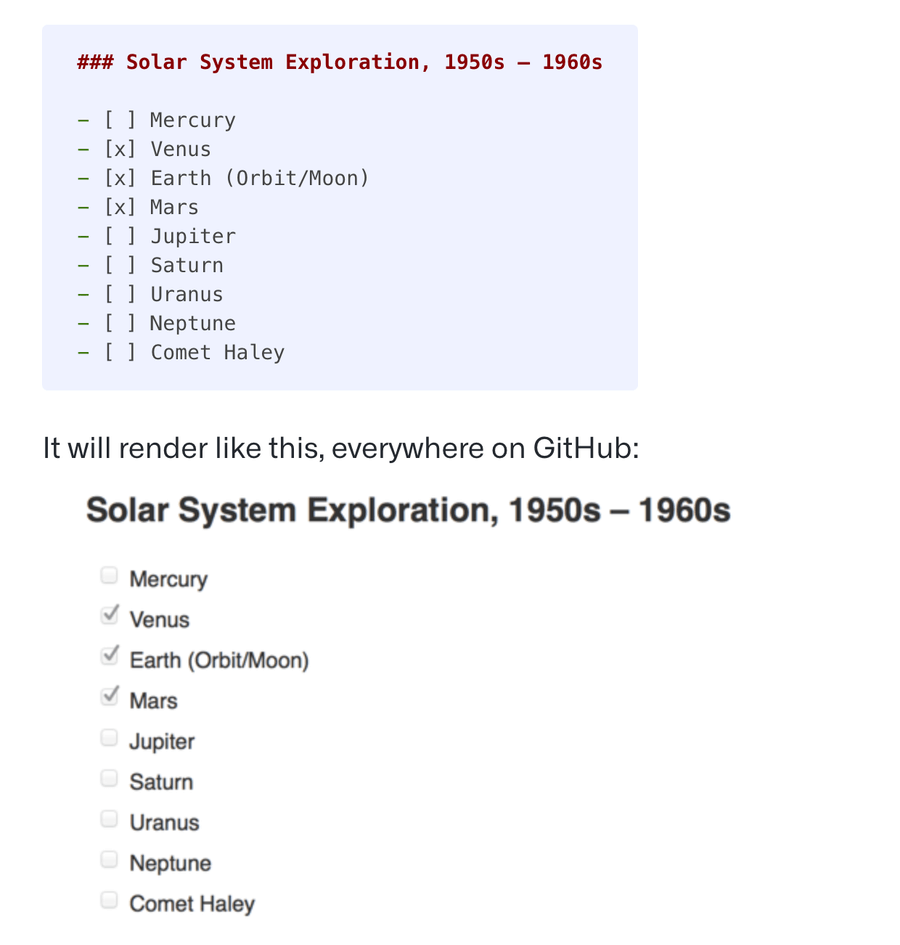 ### Solar System Exploration, 1950s – 1960s
- [ ] Mercury
- [x] Venus
- [x] Earth (Orbit/Moon)
- [x] Mars
- [ ] Jupiter
- [ ] Saturn
- [ ] Uranus
- [ ] Neptune
- [ ] Comet Haley
It will render like this, everywhere on GitHub:
Solar System Exploration, 1950s – 1960s
Mercury
Venus
Earth (Orbit/Moon)
Mars
Jupiter
Saturn
Uranus
Neptune
Comet Haley